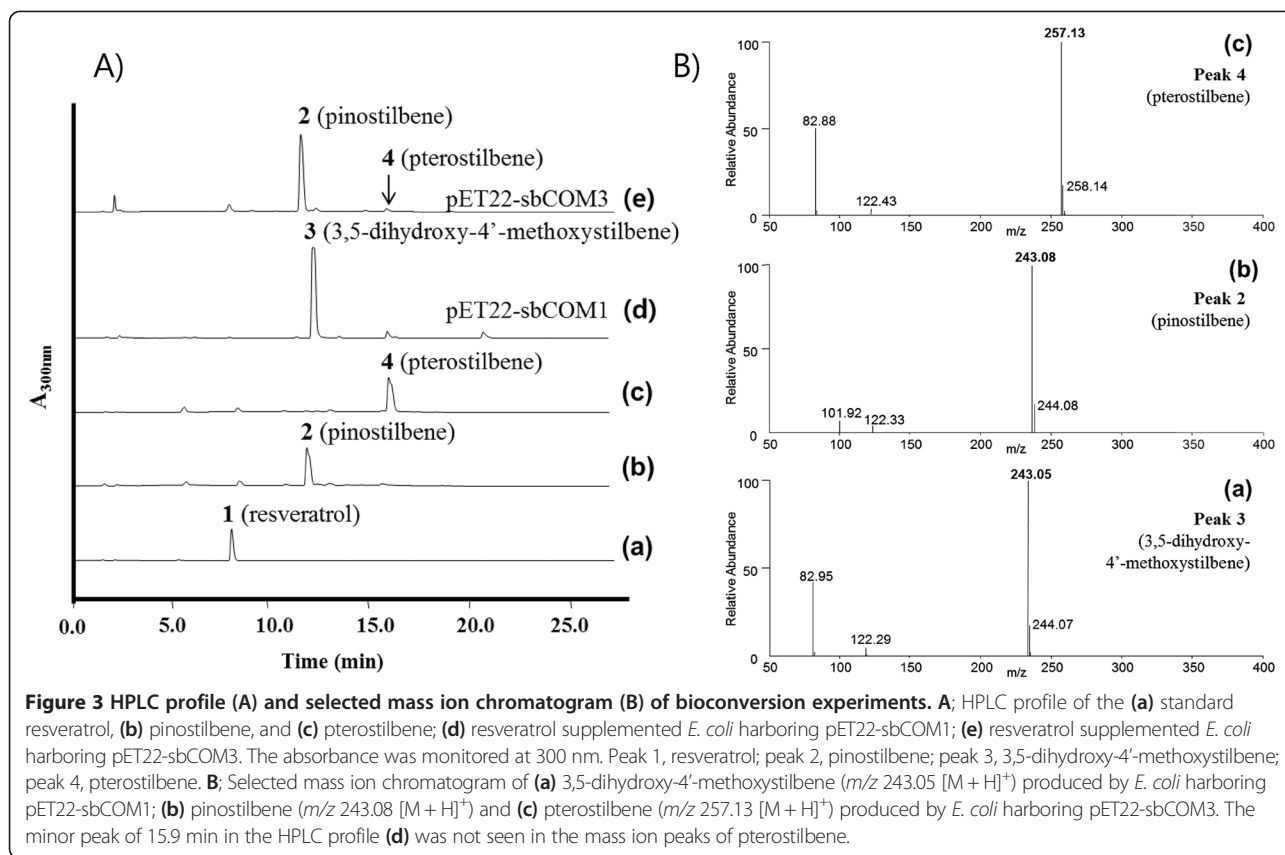 A)
2 (pinostilbene)
4 (pterostilbene)
pET22-sbCOM3 (e)
3 (3,5-dihydroxy-4’-methoxystilbene)
pET22-sbCOM1 (d)
4 (pterostilbene)
(c)
2 (pinostilbene)
(b)
1 (resveratrol)
(a)
A300nm
0.0 5.0 10.0 15.0 20.0 25.0
Time (min)
B)
(c)
Peak 4
(pterostilbene)
257.13
82.88
122.43
258.14
Relative Abundance
100
50
0
50 100 150 200 250 300 350 400
m/z
(b)
Peak 2
(pinostilbene)
243.08
101.92
122.33
244.08
Relative Abundance
100
50
0
50 100 150 200 250 300 350 400
m/z
(a)
Peak 3
(3,5-dihydroxy-
4’-methoxystilbene)
243.05
82.95
122.29
244.07
Relative Abundance
100
50
0
50 100 150 200 250 300 350 400
m/z
Figure 3 HPLC profile (A) and selected mass ion chromatogram (B) of bioconversion experiments. A; HPLC profile of the (a) standard
resveratrol, (b) pinostilbene, and (c) pterostilbene; (d) resveratrol supplemented E. coli harboring pET22-sbCOM1; (e) resveratrol supplemented E. coli
harboring pET22-sbCOM3. The absorbance was monitored at 300 nm. Peak 1, resveratrol; peak 2, pinostilbene; peak 3, 3,5-dihydroxy-4′-methoxystilbene;
peak 4, pterostilbene. B; Selected mass ion chromatogram of (a) 3,5-dihydroxy-4′-methoxystilbene (m/z 243.05 [M + H]+) produced by E. coli harboring
pET22-sbCOM1; (b) pinostilbene (m/z 243.08 [M + H]+) and (c) pterostilbene (m/z 257.13 [M + H]+) produced by E. coli harboring pET22-sbCOM3. The
minor peak of 15.9 min in the HPLC profile (d) was not seen in the mass ion peaks of pterostilbene.